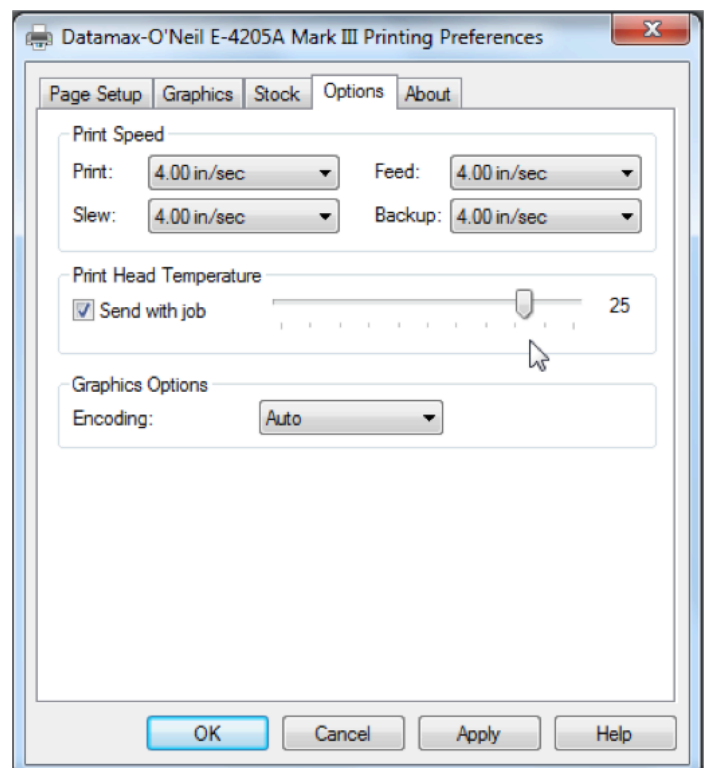 Datamax-O'Neil E-4205A Mark III Printing Preferences
x
Page Setup Graphics Stock Options About
Print Speed
Print: 4.00 in/sec Feed: 4.00 in/sec
Slew: 4.00 in/sec Backup: 4.00 in/sec
Print Head Temperature
Send with job 25
Graphics Options
Encoding: Auto
OK Cancel Apply Help